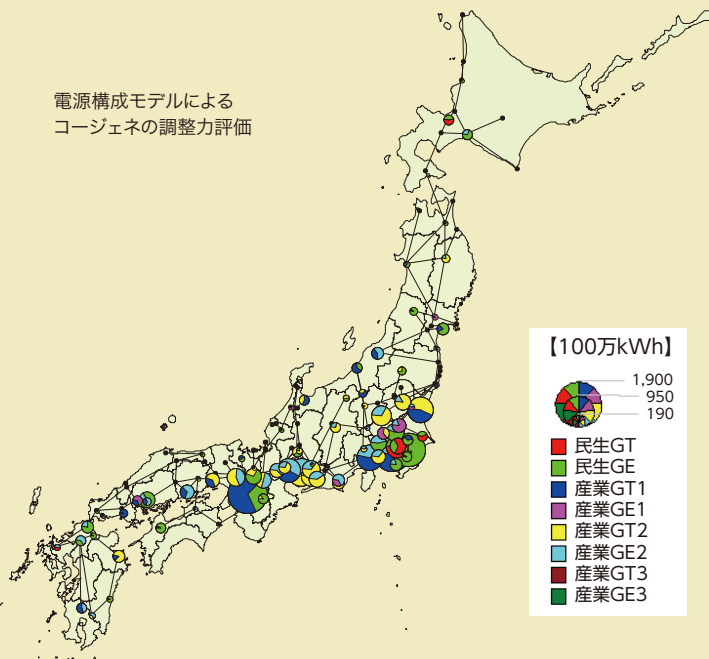 電源構成モデルによる
コージェネの調整力評価
【100万kWh】
1,900
950
190
民生GT
民生GE
産業GT1
産業GE1
産業GT2
産業GE2
産業GT3
産業GE3